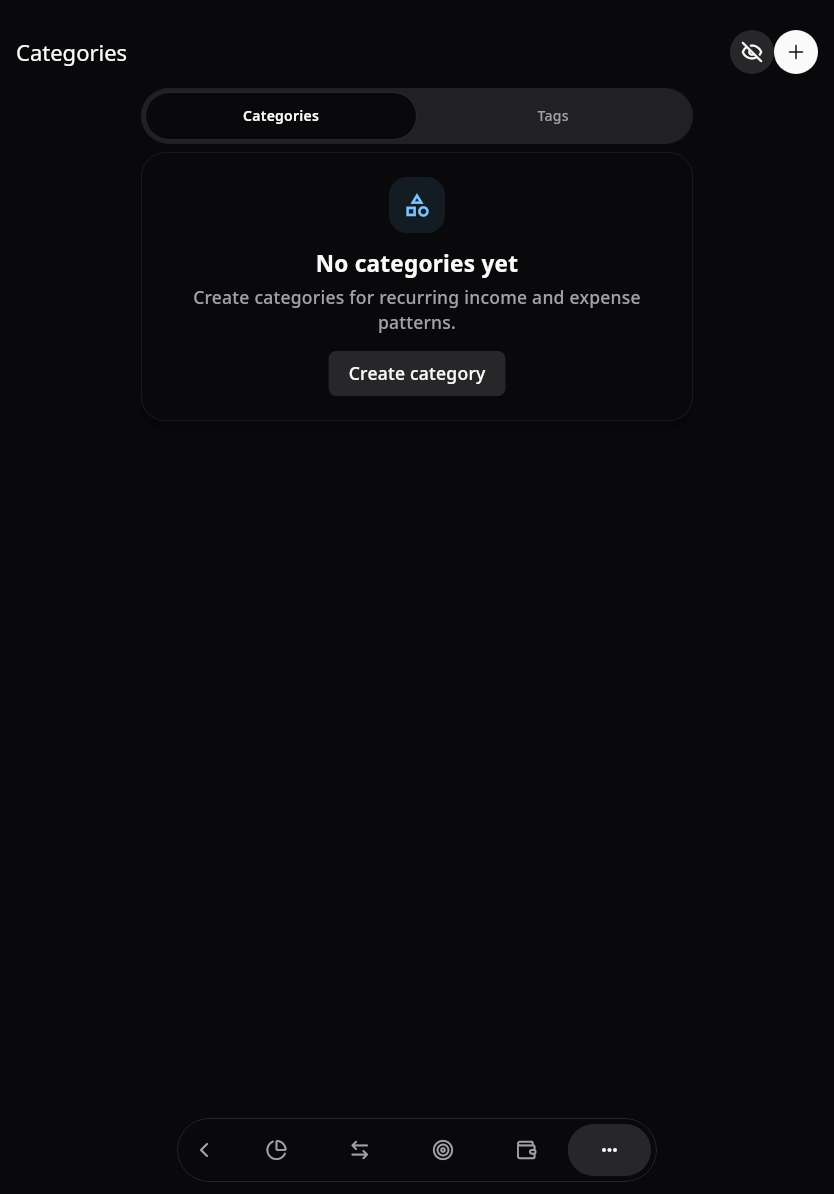 Categories
Categories
Tags
No categories yet
Create categories for recurring income and expense
patterns.
Create category